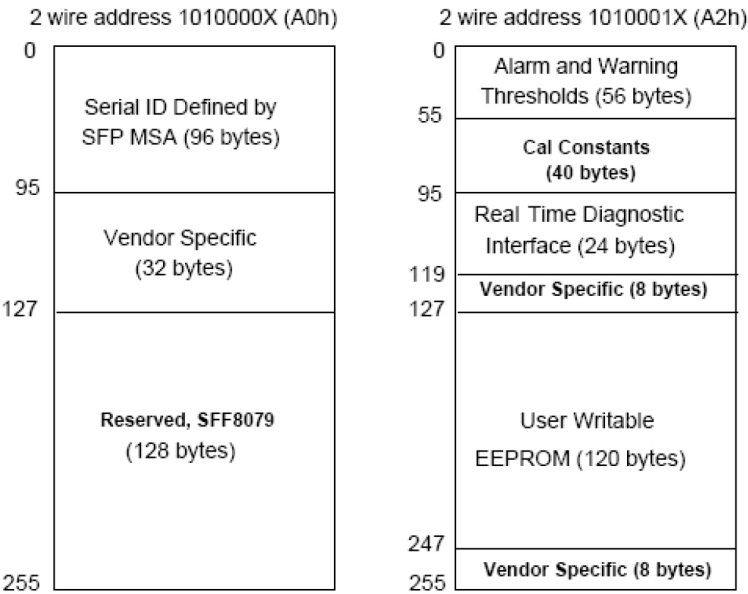 2 wire address 1010000X (A0h)
0
Serial ID Defined by
SFP MSA (96 bytes)
95
Vendor Specific
(32 bytes)
127
Reserved, SFF8079
(128 bytes)
255
2 wire address 1010001X (A2h)
0
Alarm and Warning
Thresholds (56 bytes)
55
Cal Constants
(40 bytes)
95
Real Time Diagnostic
Interface (24 bytes)
119
Vendor Specific (8 bytes)
127
User Writable
EEPROM (120 bytes)
247
Vendor Specific (8 bytes)
255